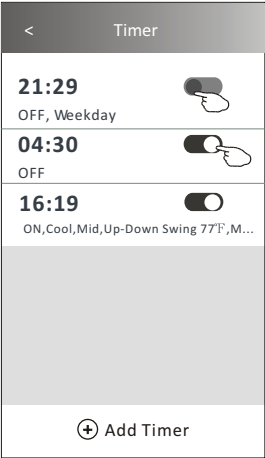 < Timer
21:29
OFF, Weekday
04:30
OFF
16:19
ON,Cool,Mid,Up-Down Swing 77℉,M...
Add Timer